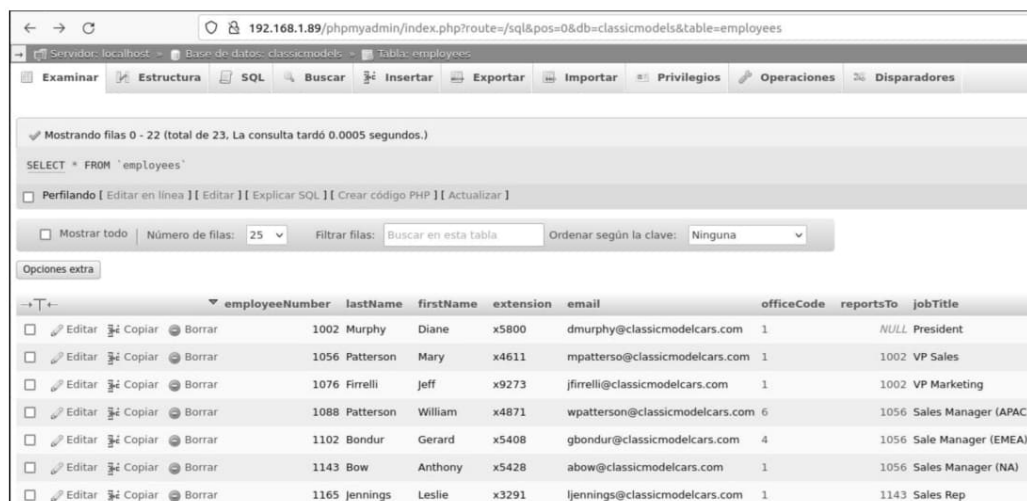 192.168.1.89/phpmyadmin/index.php?route=/sql&pos=0&db=classicmodels&table=employees
Servidor: localhost » Base de datos: classicmodels » Tabla: employees
Examinar Estructura SQL Buscar Insertar Exportar Importar Privilegios Operaciones Disparadores
Mostrando filas 0 - 22 (total de 23, La consulta tardó 0.0005 segundos.)
SELECT * FROM `employees`
Perfilando [ Editar en línea ] [ Editar ] [ Explicar SQL ] [ Crear código PHP ] [ Actualizar ]
Mostrar todo Número de filas: 25 Filtrar filas: Buscar en esta tabla Ordenar según la clave: Ninguna
Opciones extra
employeeNumber lastName firstName extension email officeCode reportsTo jobTitle
Editar Copiar Borrar 1002 Murphy Diane x5800 dmurphy@classicmodelcars.com 1 NULL President
Editar Copiar Borrar 1056 Patterson Mary x4611 mpatterso@classicmodelcars.com 1 1002 VP Sales
Editar Copiar Borrar 1076 Firrelli Jeff x9273 jfirrelli@classicmodelcars.com 1 1002 VP Marketing
Editar Copiar Borrar 1088 Patterson William x4871 wpatterson@classicmodelcars.com 6 1056 Sales Manager (APAC
Editar Copiar Borrar 1102 Bondur Gerard x5408 gbondur@classicmodelcars.com 4 1056 Sale Manager (EMEA)
Editar Copiar Borrar 1143 Bow Anthony x5428 abow@classicmodelcars.com 1 1056 Sales Manager (NA)
Editar Copiar Borrar 1165 Jennings Leslie x3291 ljennings@classicmodelcars.com 1 1143 Sales Rep